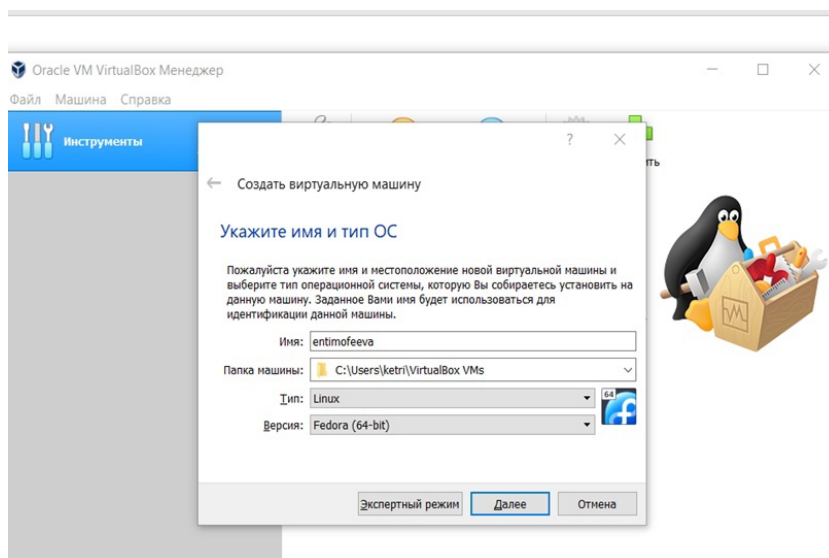 Oracle VM VirtualBox Менеджер
Файл Машина Справка
Инструменты
?
ть
Создать виртуальную машину
Укажите имя и тип ОС
Пожалуйста укажите имя и местоположение новой виртуальной машины и
выберите тип операционной системы, которую Вы собираетесь установить на
данную машину. Заданное Вами имя будет использоваться для
идентификации данной машины.
Имя: entimofeeva
Папка машины: C:\Users\ketri\VirtualBox VMs
Тип: Linux
64
Версия: Fedora (64-bit)
Экспертный режим Далее Отмена